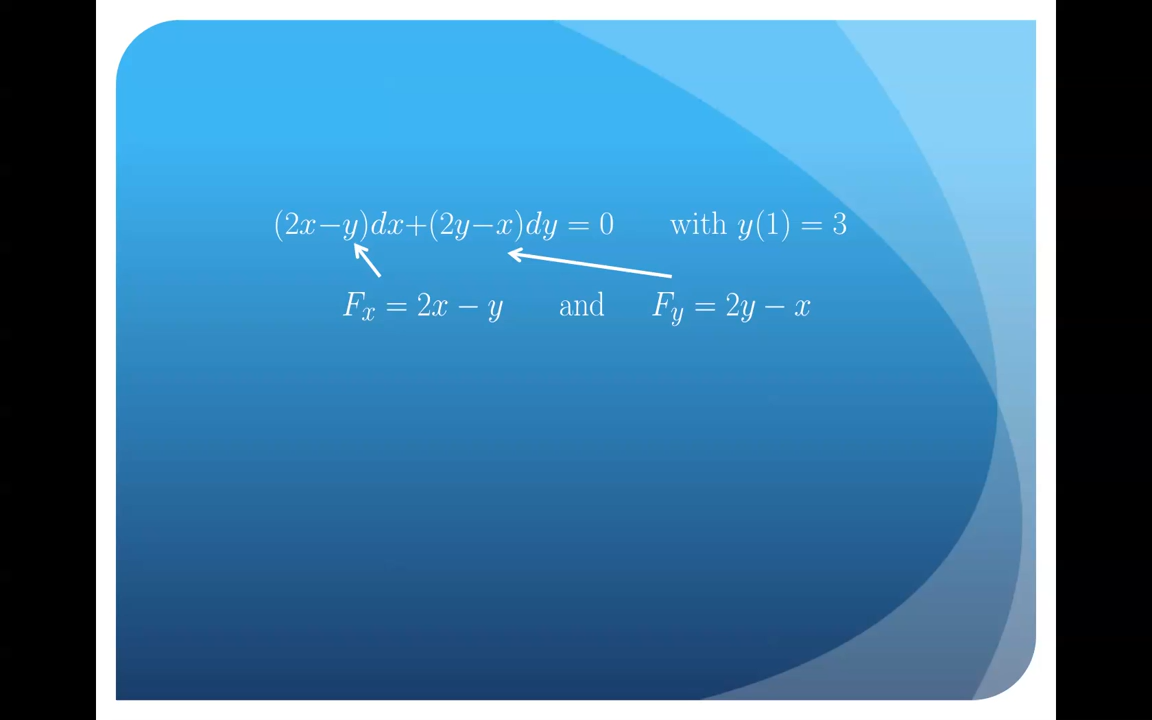 (2x−y)dx+(2y−x)dy = 0 with y(1) = 3
F_x = 2x − y and F_y = 2y − x